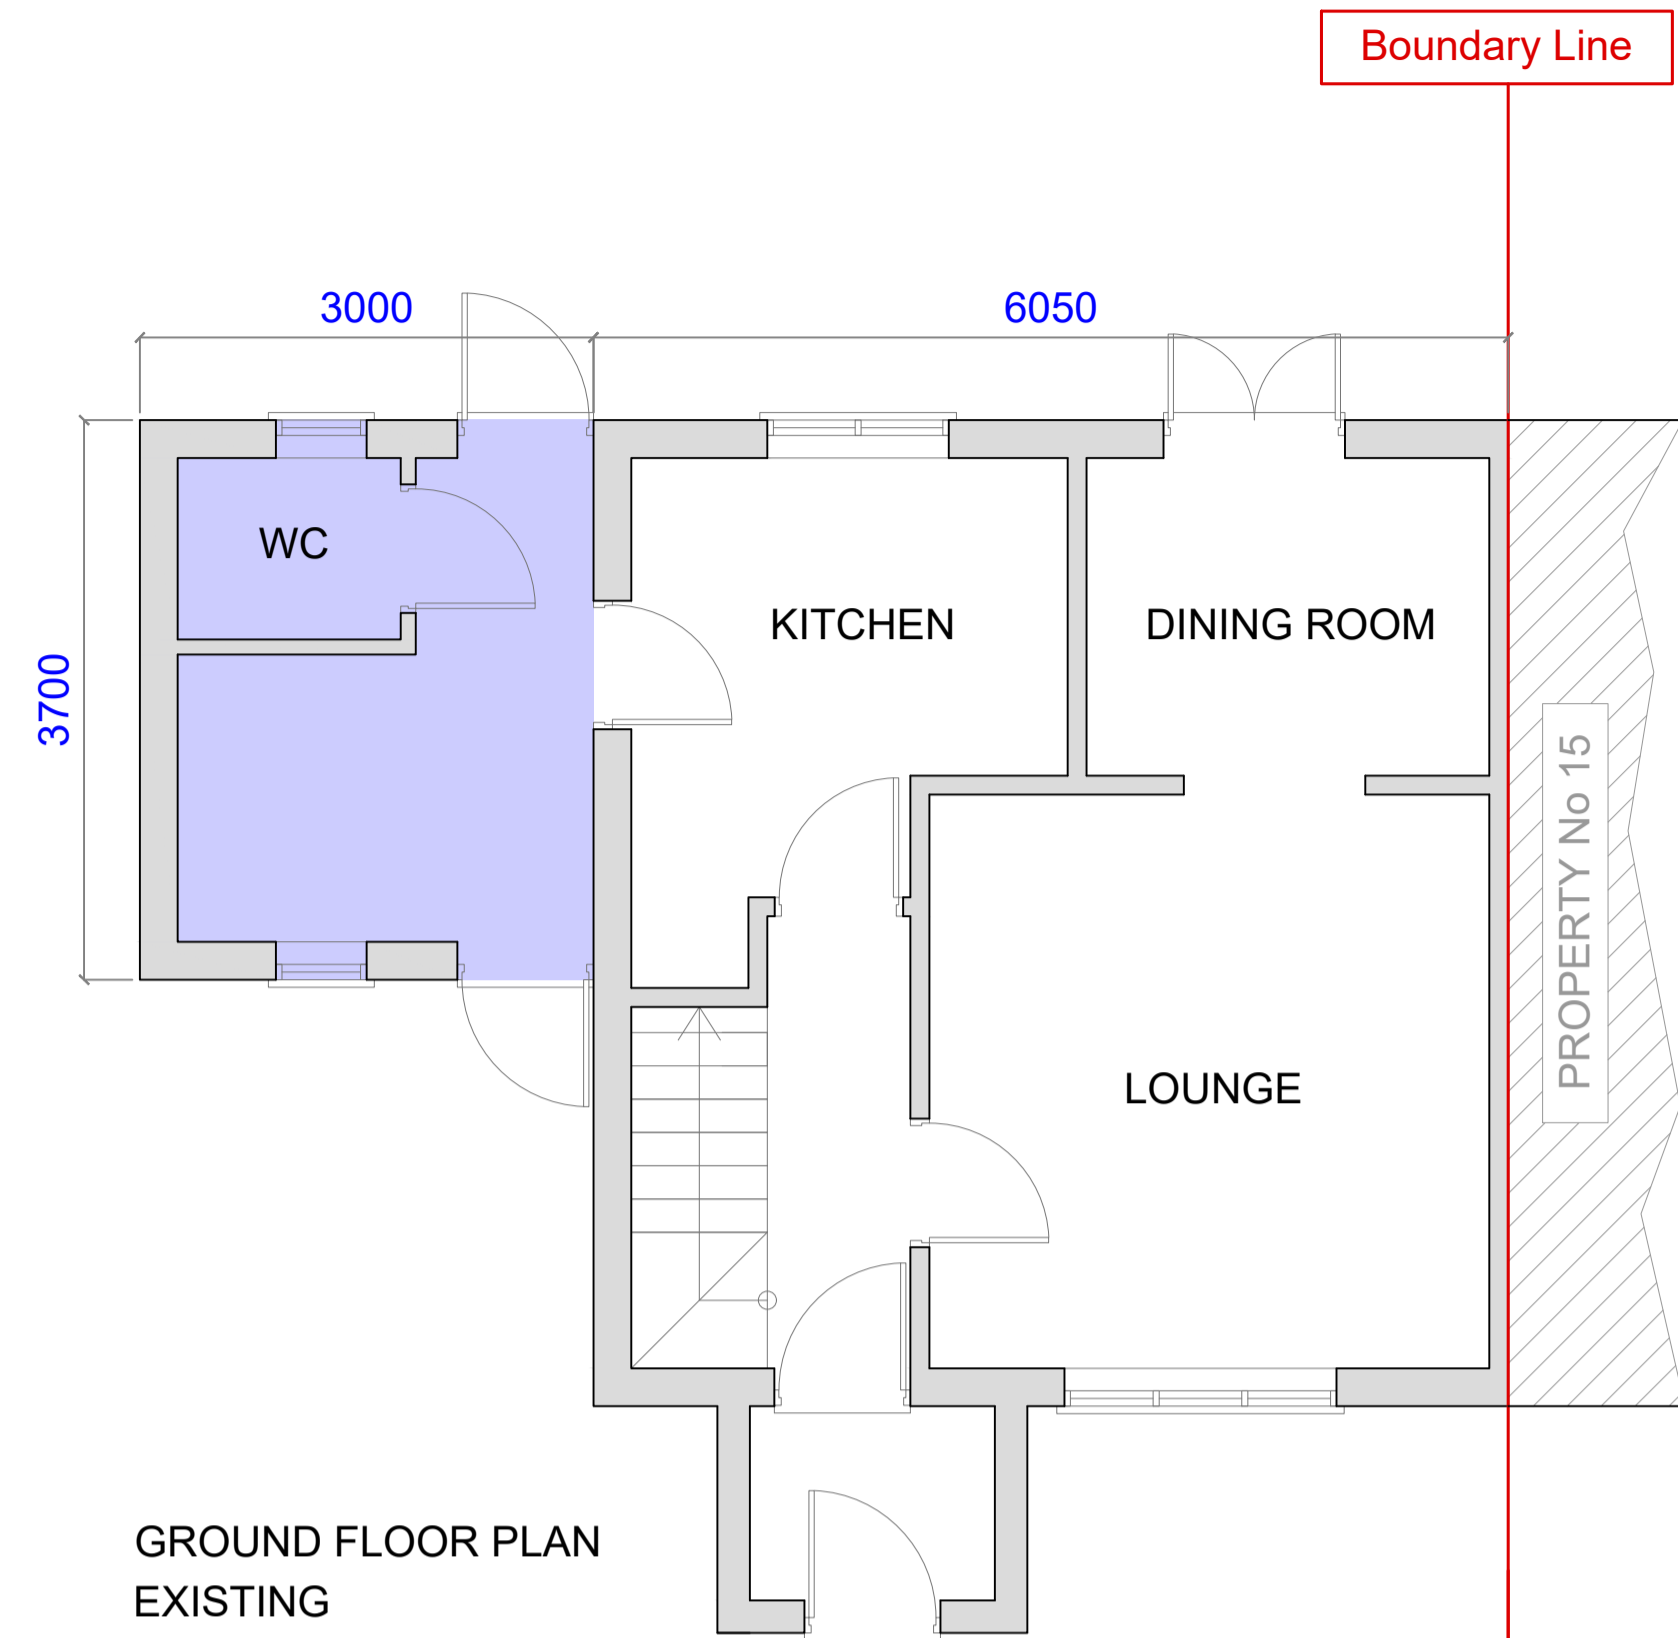 Boundary Line
3000
6050
WC
KITCHEN
DINING ROOM
3700
PROPERTY No 15
LOUNGE
GROUND FLOOR PLAN
EXISTING